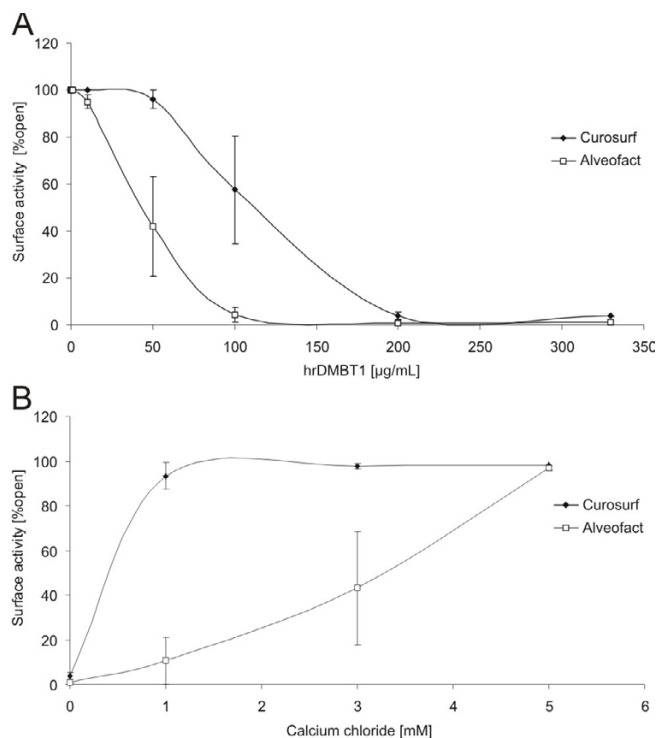 A
120
100
80
60
40
20
0
Surface activity [%open]
0 50 100 150 200 250 300 350
hrDMBT1 [µg/mL]
Curosurf
Alveofact
B
120
100
80
60
40
20
0
Surface activity [%open]
0 1 2 3 4 5 6
Calcium chloride [mM]
Curosurf
Alveofact